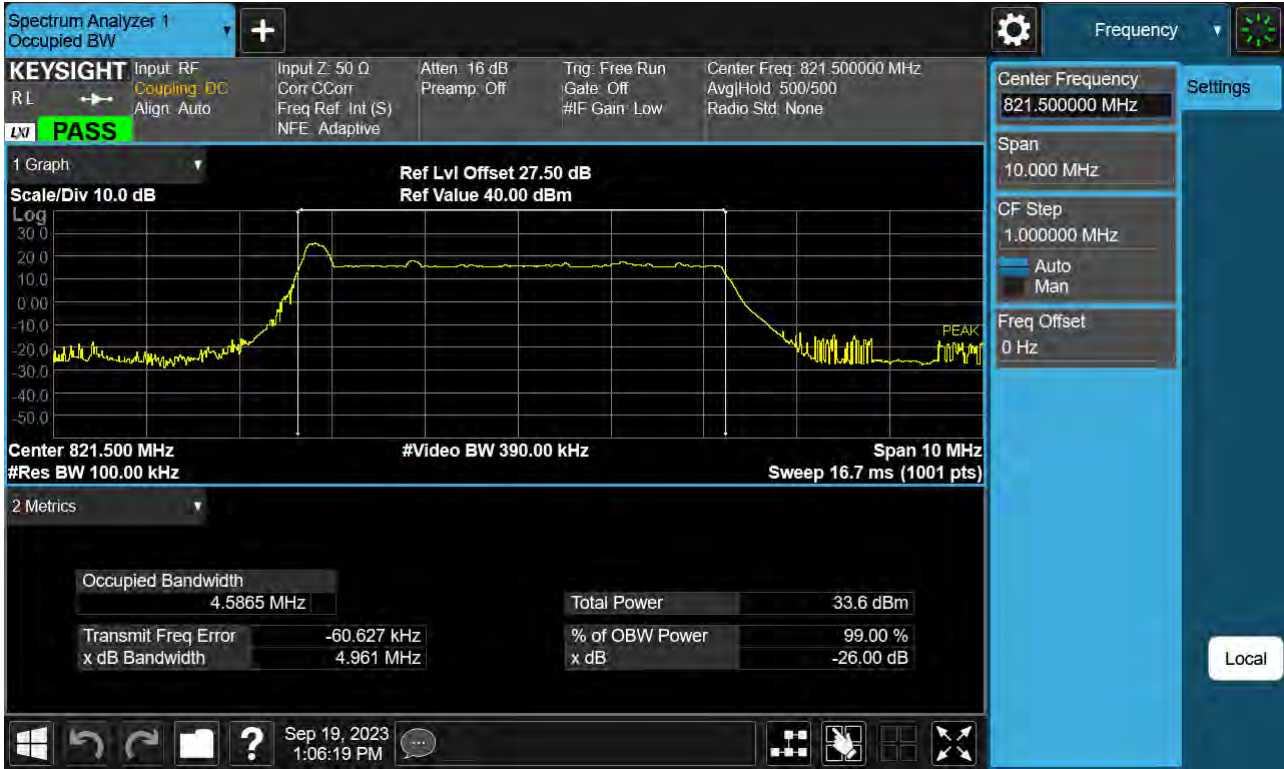 Spectrum Analyzer 1
Occupied BW
Frequency
KEYSIGHT
RL
LXI
PASS
Input: RF
Coupling: DC
Align: Auto
Input Z: 50 Ω
Corr CCorr
Freq Ref: Int (S)
NFE: Adaptive
Atten: 16 dB
Preamp: Off
Trig: Free Run
Gate: Off
#IF Gain: Low
Center Freq: 821.500000 MHz
Avg|Hold: 500/500
Radio Std: None
Center Frequency
821.500000 MHz
Settings
Span
10.000 MHz
CF Step
1.000000 MHz
Auto
Man
Freq Offset
0 Hz
Local
1 Graph
Scale/Div 10.0 dB
Ref Lvl Offset 27.50 dB
Ref Value 40.00 dBm
Log
30.0
20.0
10.0
0.00
-10.0
-20.0
-30.0
-40.0
-50.0
PEAK
Center 821.500 MHz
#Video BW 390.00 kHz
Span 10 MHz
#Res BW 100.00 kHz
Sweep 16.7 ms (1001 pts)
2 Metrics
Occupied Bandwidth
4.5865 MHz
Total Power 33.6 dBm
Transmit Freq Error -60.627 kHz
% of OBW Power 99.00 %
x dB Bandwidth 4.961 MHz
x dB -26.00 dB
?
Sep 19, 2023
1:06:19 PM